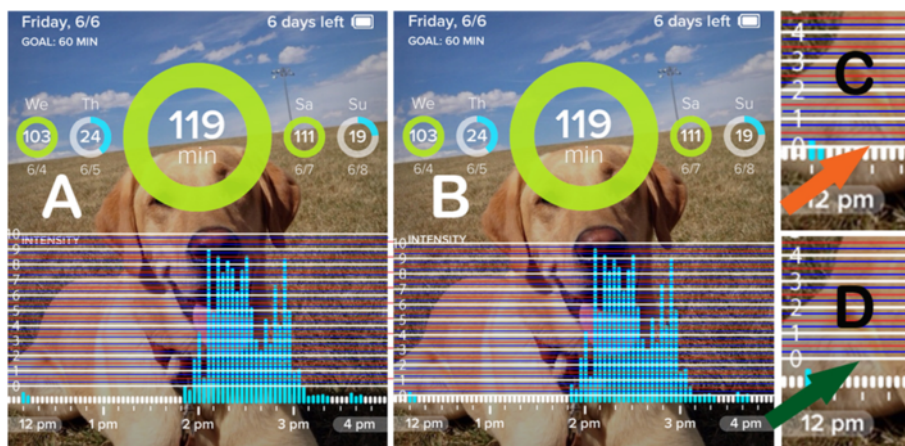 Friday, 6/6
6 days left
GOAL: 60 MIN
We
Th
Sa
Su
103
24
119
min
111
19
6/4
6/5
6/7
6/8
A
INTENSITY
10
9
8
7
6
5
4
3
2
1
0
12 pm
1 pm
2 pm
3 pm
4 pm
Friday, 6/6
6 days left
GOAL: 60 MIN
We
Th
Sa
Su
103
24
119
min
111
19
6/4
6/5
6/7
6/8
B
INTENSITY
10
9
8
7
6
5
4
3
2
1
0
12 pm
1 pm
2 pm
3 pm
4 pm
C
4
3
2
1
0
12 pm
D
4
3
2
1
0
12 pm